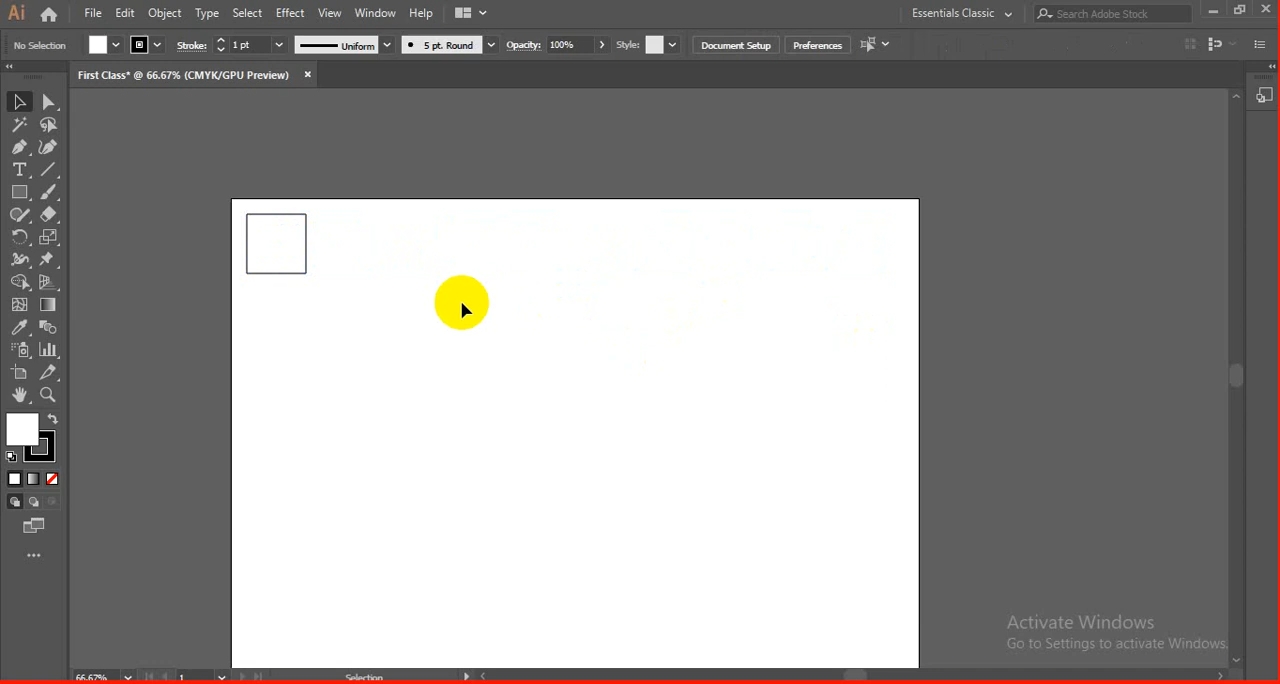 Ai File Edit Object Type Select Effect View Window Help Essentials Classic Search Adobe Stock
No Selection Stroke: 1 pt Uniform 5 pt. Round Opacity: 100% Style: Document Setup Preferences
First Class* @ 66.67% (CMYK/GPU Preview) ×
T
Activate Windows
Go to Settings to activate Windows.
66.67% 1 Selection